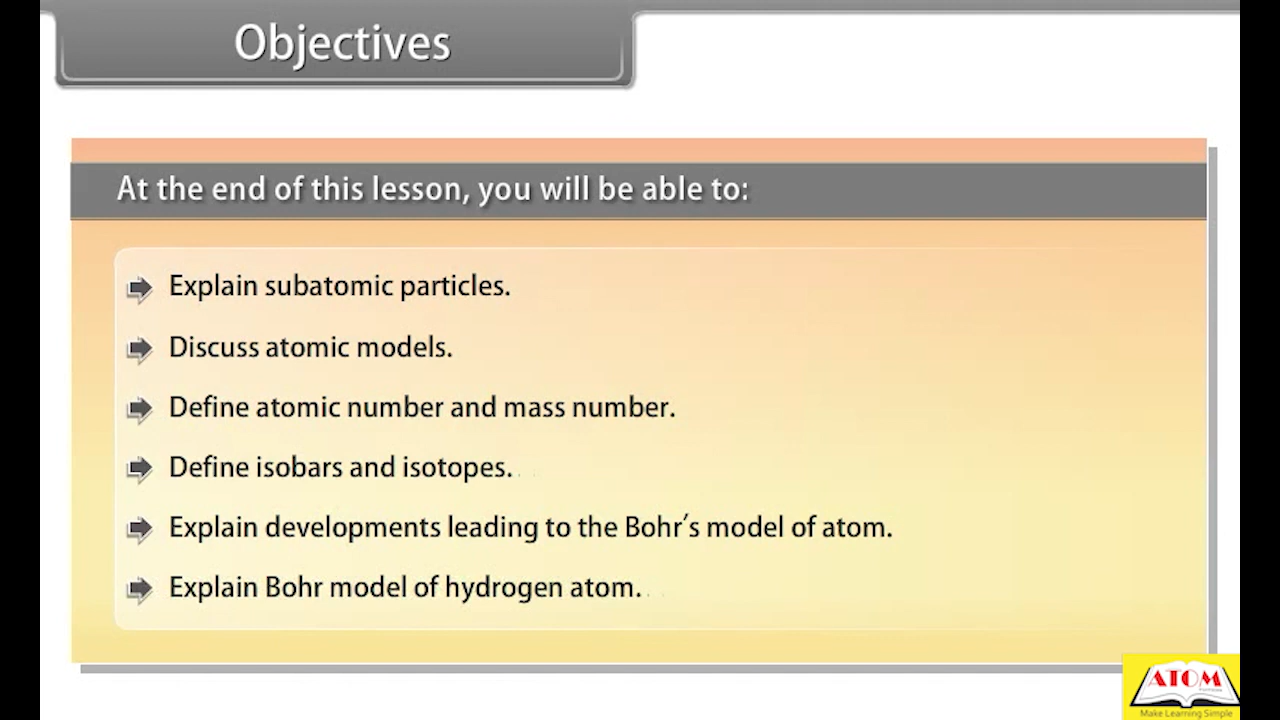 Objectives
At the end of this lesson, you will be able to:
Explain subatomic particles.
Discuss atomic models.
Define atomic number and mass number.
Define isobars and isotopes.
Explain developments leading to the Bohr's model of atom.
Explain Bohr model of hydrogen atom.
ATOM
Make Learning Simple